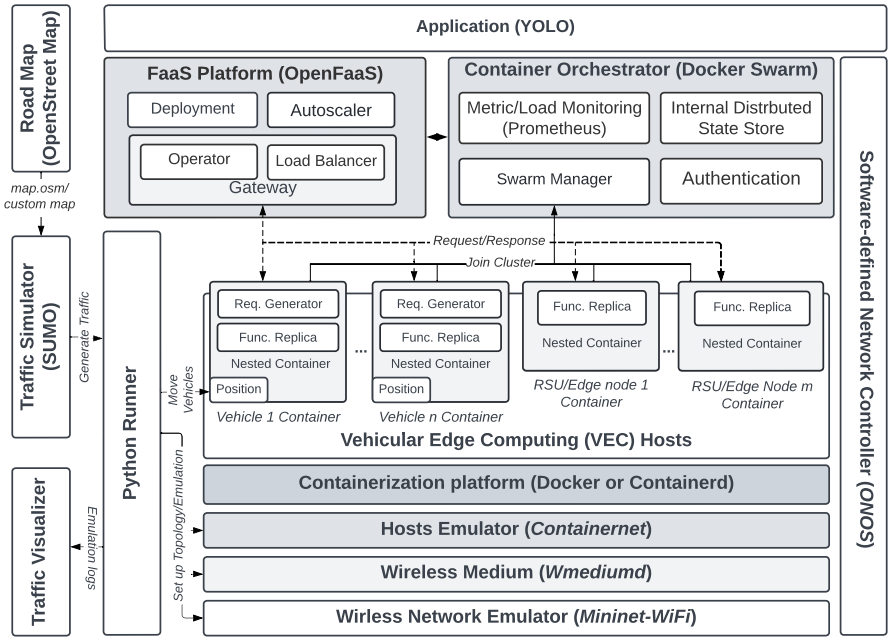 Road Map
(OpenStreet Map)
map.osm/
custom map
Traffic Simulator
(SUMO)
Generate Traffic
Traffic Visualizer
Emulation logs
Python Runner
Application (YOLO)
FaaS Platform (OpenFaaS)
Deployment
Autoscaler
Operator
Load Balancer
Gateway
Container Orchestrator (Docker Swarm)
Metric/Load Monitoring
(Prometheus)
Internal Distrbuted
State Store
Swarm Manager
Authentication
Request/Response
Join Cluster
Move
Vehicles
Set up Topology/Emulation
Req. Generator
Func. Replica
Nested Container
Position
Vehicle 1 Container
...
Req. Generator
Func. Replica
Nested Container
Position
Vehicle n Container
Func. Replica
Nested Container
RSU/Edge node 1
Container
...
Func. Replica
Nested Container
RSU/Edge Node m
Container
Vehicular Edge Computing (VEC) Hosts
Containerization platform (Docker or Containerd)
Hosts Emulator (Containernet)
Wireless Medium (Wmediumd)
Wirless Network Emulator (Mininet-WiFi)
Software-defined Network Controller (ONOS)